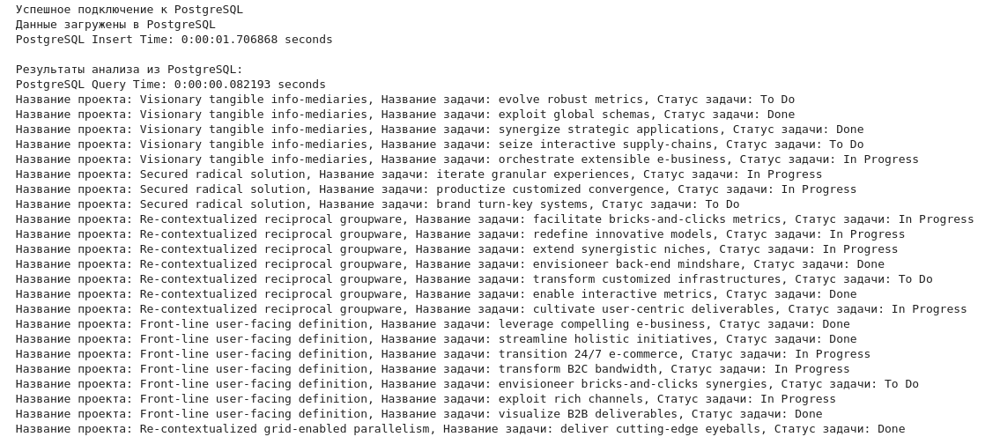 Успешное подключение к PostgreSQL
Данные загружены в PostgreSQL
PostgreSQL Insert Time: 0:00:01.706868 seconds
Результаты анализа из PostgreSQL:
PostgreSQL Query Time: 0:00:00.082193 seconds
Название проекта: Visionary tangible info-mediaries, Название задачи: evolve robust metrics, Статус задачи: To Do
Название проекта: Visionary tangible info-mediaries, Название задачи: exploit global schemas, Статус задачи: Done
Название проекта: Visionary tangible info-mediaries, Название задачи: synergize strategic applications, Статус задачи: Done
Название проекта: Visionary tangible info-mediaries, Название задачи: seize interactive supply-chains, Статус задачи: To Do
Название проекта: Visionary tangible info-mediaries, Название задачи: orchestrate extensible e-business, Статус задачи: In Progress
Название проекта: Secured radical solution, Название задачи: iterate granular experiences, Статус задачи: In Progress
Название проекта: Secured radical solution, Название задачи: productize customized convergence, Статус задачи: In Progress
Название проекта: Secured radical solution, Название задачи: brand turn-key systems, Статус задачи: To Do
Название проекта: Re-contextualized reciprocal groupware, Название задачи: facilitate bricks-and-clicks metrics, Статус задачи: In Progress
Название проекта: Re-contextualized reciprocal groupware, Название задачи: redefine innovative models, Статус задачи: In Progress
Название проекта: Re-contextualized reciprocal groupware, Название задачи: extend synergistic niches, Статус задачи: In Progress
Название проекта: Re-contextualized reciprocal groupware, Название задачи: envisioneer back-end mindshare, Статус задачи: Done
Название проекта: Re-contextualized reciprocal groupware, Название задачи: transform customized infrastructures, Статус задачи: To Do
Название проекта: Re-contextualized reciprocal groupware, Название задачи: enable interactive metrics, Статус задачи: Done
Название проекта: Re-contextualized reciprocal groupware, Название задачи: cultivate user-centric deliverables, Статус задачи: In Progress
Название проекта: Front-line user-facing definition, Название задачи: leverage compelling e-business, Статус задачи: Done
Название проекта: Front-line user-facing definition, Название задачи: streamline holistic initiatives, Статус задачи: Done
Название проекта: Front-line user-facing definition, Название задачи: transition 24/7 e-commerce, Статус задачи: In Progress
Название проекта: Front-line user-facing definition, Название задачи: transform B2C bandwidth, Статус задачи: In Progress
Название проекта: Front-line user-facing definition, Название задачи: envisioneer bricks-and-clicks synergies, Статус задачи: To Do
Название проекта: Front-line user-facing definition, Название задачи: exploit rich channels, Статус задачи: In Progress
Название проекта: Front-line user-facing definition, Название задачи: visualize B2B deliverables, Статус задачи: Done
Название проекта: Re-contextualized grid-enabled parallelism, Название задачи: deliver cutting-edge eyeballs, Статус задачи: Done